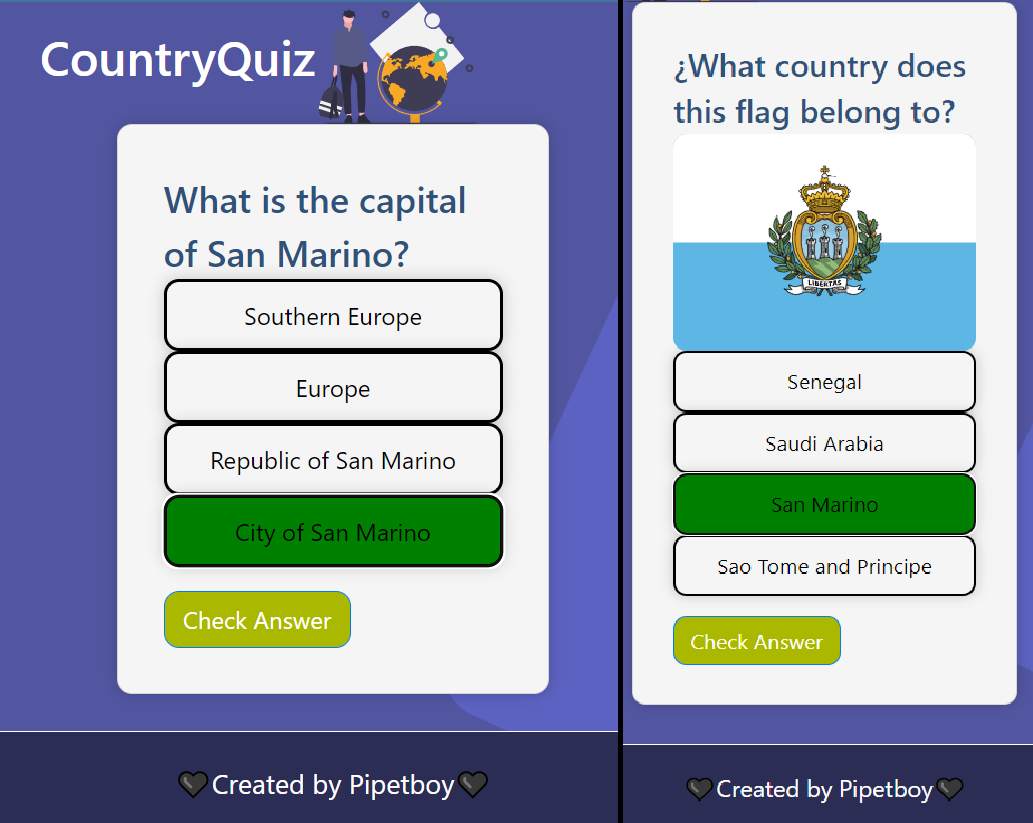 CountryQuiz
What is the capital
of San Marino?
Southern Europe
Europe
Republic of San Marino
City of San Marino
Check Answer
🖤Created by Pipetboy🖤
¿What country does
this flag belong to?
LIBERTAS
Senegal
Saudi Arabia
San Marino
Sao Tome and Principe
Check Answer
🖤Created by Pipetboy🖤